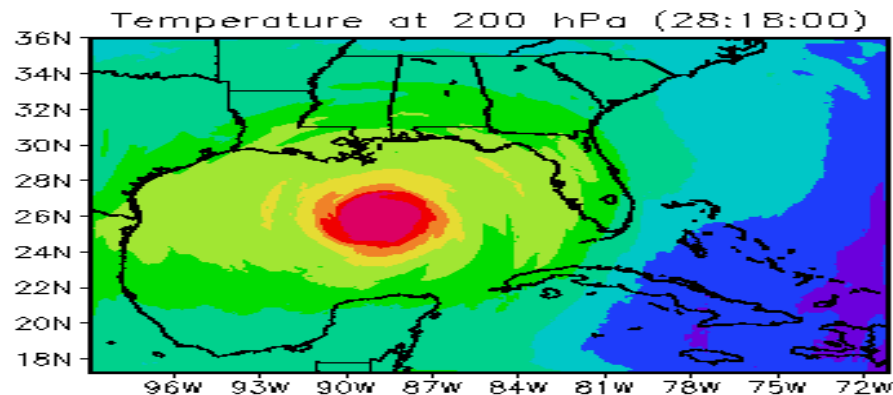 Temperature at 200 hPa (28:18:00)
36N
34N
32N
30N
28N
26N
24N
22N
20N
18N
96W 93W 90W 87W 84W 81W 78W 75W 72W